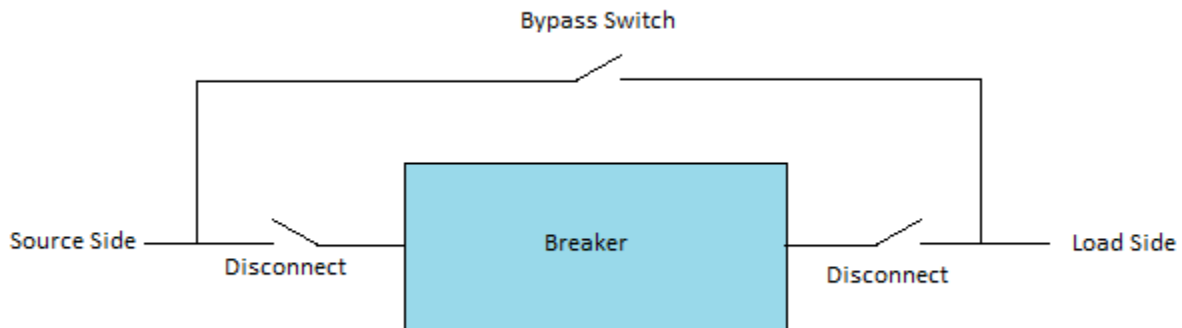 Bypass Switch
Source Side
Disconnect
Breaker
Disconnect
Load Side